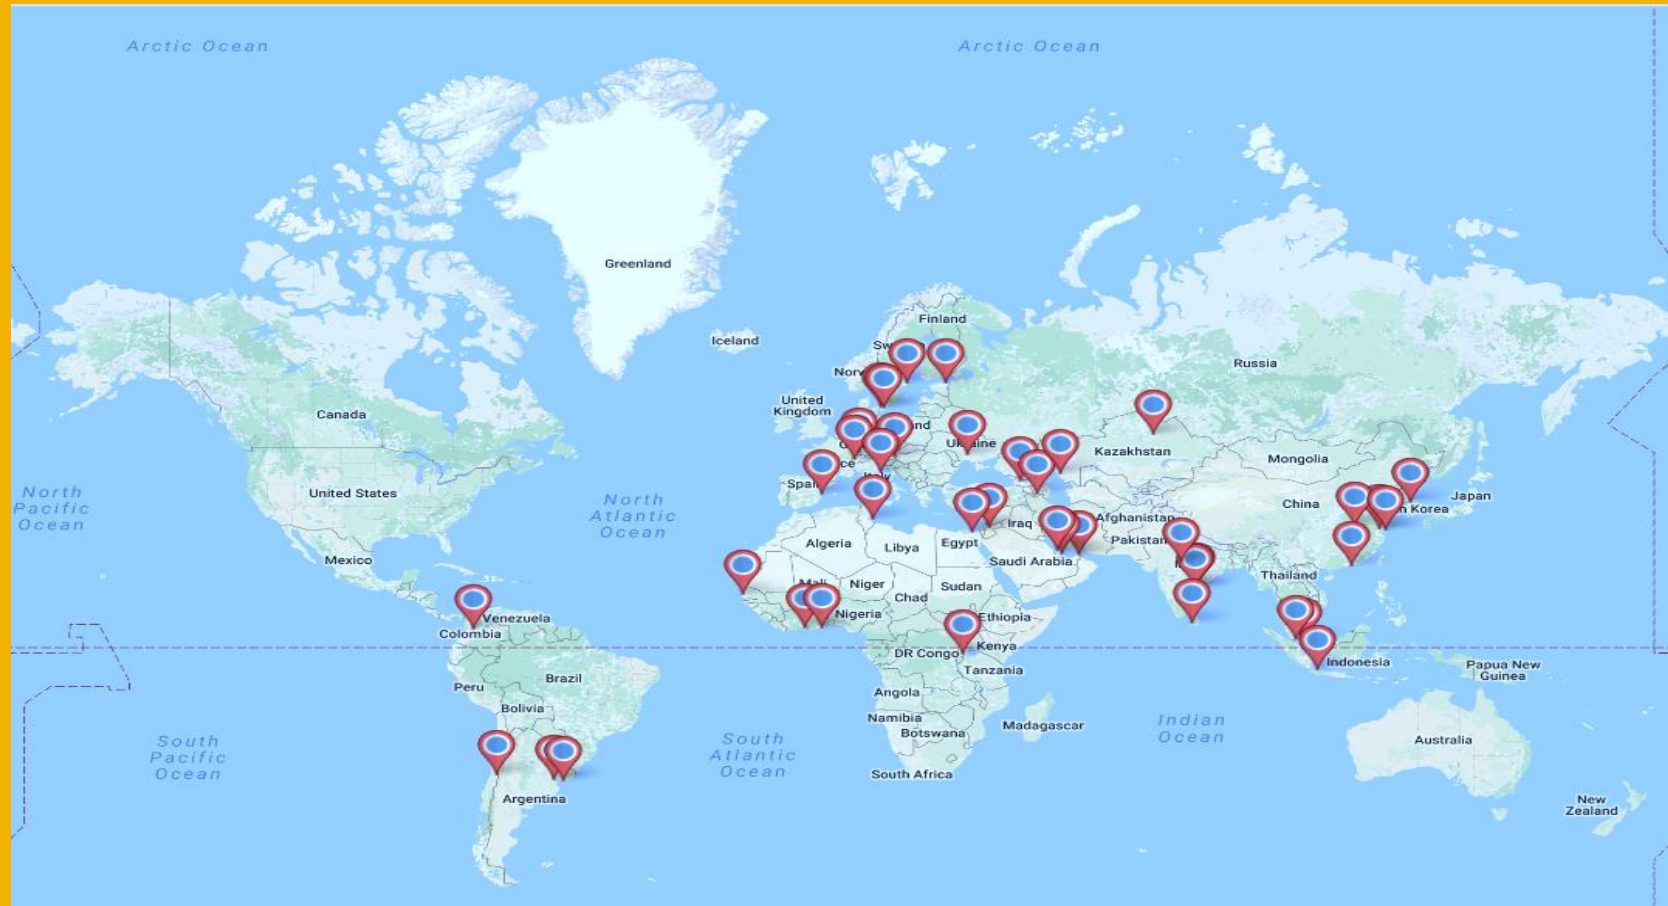 Arctic Ocean
Arctic Ocean
Greenland
Finland
Iceland
Russia
United
Kingdom
Canada
Kazakhstan
Mongolia
North
Pacific
Ocean
United States
North
Atlantic
Ocean
China
Japan
Iraq
Afghanistan
Pakistan
Algeria
Libya
Egypt
Saudi Arabia
Mexico
Thailand
Niger
Chad
Sudan
Nigeria
Ethiopia
Venezuela
Colombia
DR Congo
Kenya
Tanzania
Indonesia
Papua New
Guinea
Peru
Brazil
Angola
Bolivia
Namibia
Botswana
Madagascar
Indian
Ocean
South
Pacific
Ocean
South
Atlantic
Ocean
Australia
South Africa
Argentina
New
Zealand